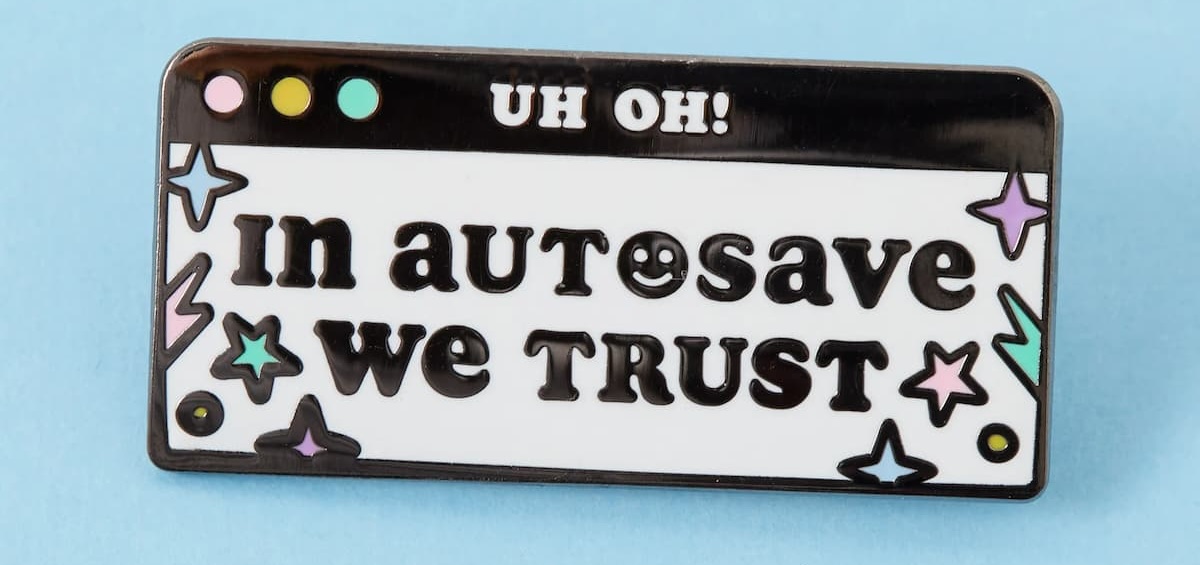 UH OH!
in auTosave
we TRUST